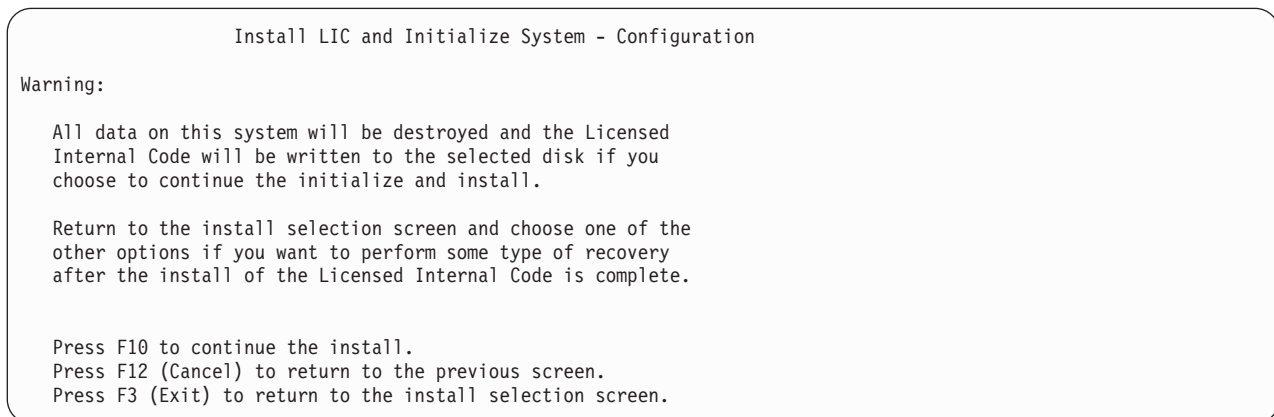 Install LIC and Initialize System - Configuration
Warning:
All data on this system will be destroyed and the Licensed
Internal Code will be written to the selected disk if you
choose to continue the initialize and install.
Return to the install selection screen and choose one of the
other options if you want to perform some type of recovery
after the install of the Licensed Internal Code is complete.
Press F10 to continue the install.
Press F12 (Cancel) to return to the previous screen.
Press F3 (Exit) to return to the install selection screen.